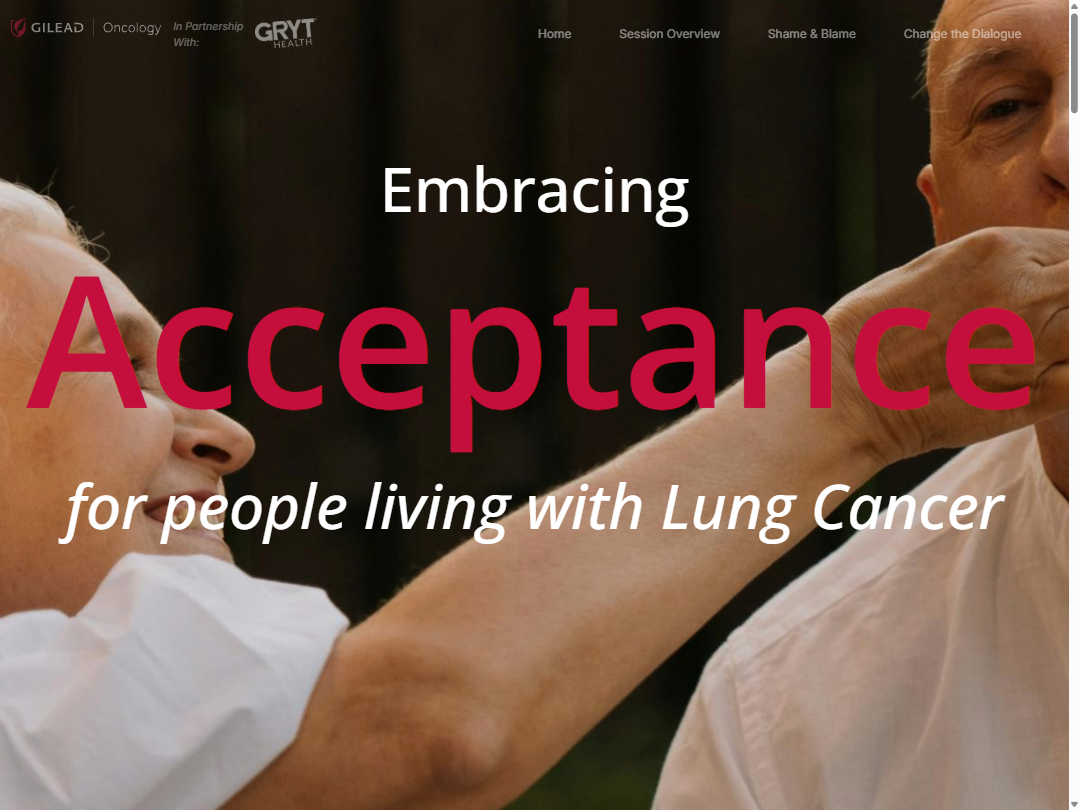 GILEAD | Oncology
In Partnership
With:
GRYT
HEALTH
Home
Session Overview
Shame & Blame
Change the Dialogue
Embracing
Acceptance
for people living with Lung Cancer